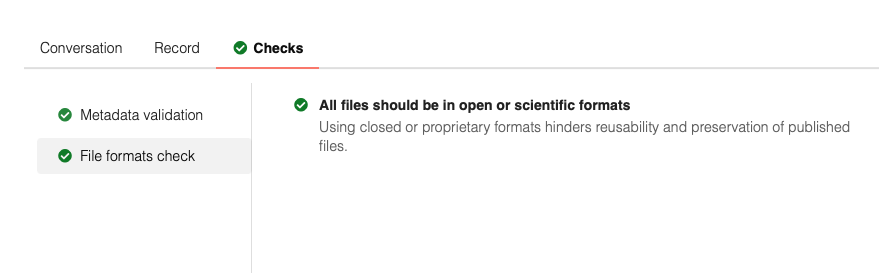 Conversation
Record
Checks
Metadata validation
File formats check
All files should be in open or scientific formats
Using closed or proprietary formats hinders reusability and preservation of published
files.